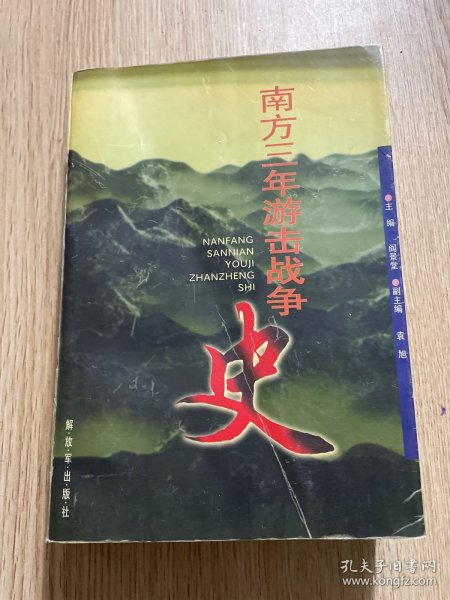 南方三年游击战争
史
NANFANG
SANNIAN
YOUJI
ZHANZHENG
SHI
主编 阎景堂 副主编 袁旭
解·放·军·出·版·社
孔夫子旧书网
www.kongfz.com